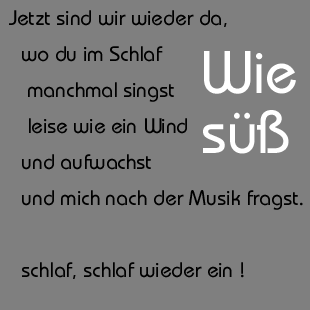 Jetzt sind wir wieder da,
wo du im Schlaf
manchmal singst
leise wie ein Wind
und aufwachst
und mich nach der Musik fragst.
schlaf, schlaf wieder ein !
Wie
süß